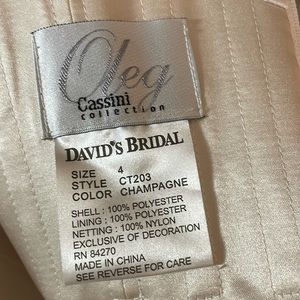 Oleg
Cassini
collection
DAVID'S BRIDAL
SIZE 4
STYLE CT203
COLOR CHAMPAGNE
SHELL : 100% POLYESTER
LINING : 100% POLYESTER
NETTING : 100% NYLON
EXCLUSIVE OF DECORATION
RN 84270
MADE IN CHINA
SEE REVERSE FOR CARE